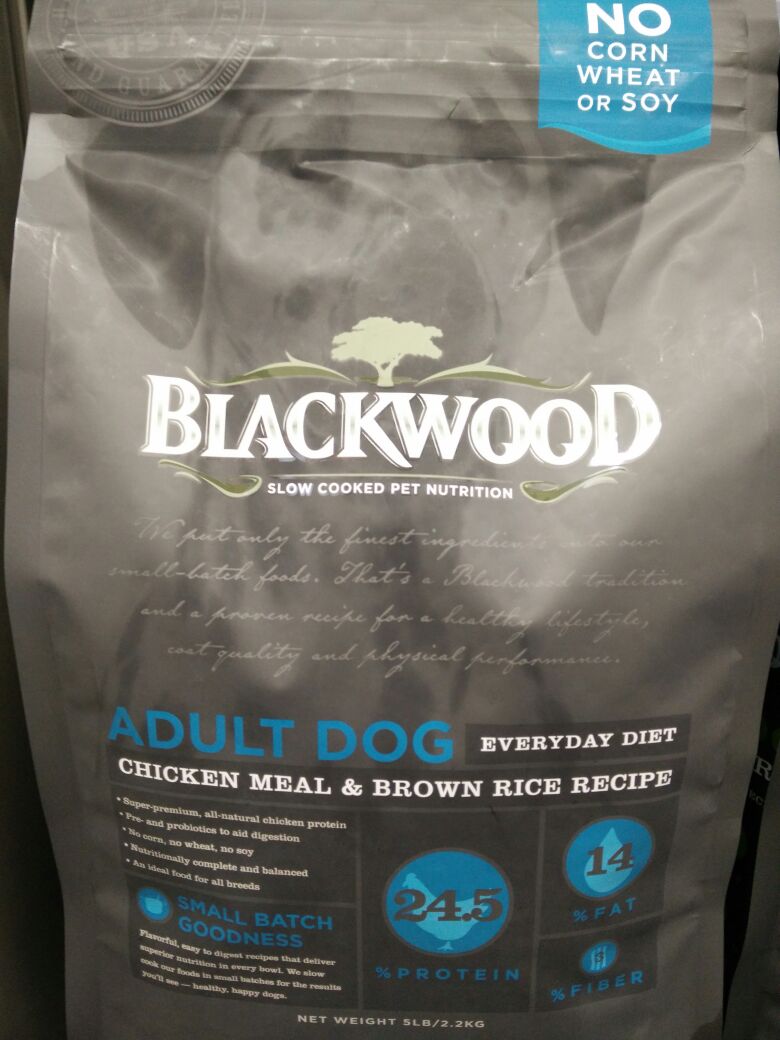 USA
AND GUARA
NO
CORN
WHEAT
OR SOY
BLACKWOOD
SLOW COOKED PET NUTRITION
We put only the finest ingredients into our
small-batch foods. That's a Blackwood tradition
and a proven recipe for a healthy lifestyle,
coat quality and physical performance.
ADULT DOG
EVERYDAY DIET
CHICKEN MEAL & BROWN RICE RECIPE
• Super-premium, all-natural chicken protein
• Pre- and probiotics to aid digestion
• No corn, no wheat, no soy
• Nutritionally complete and balanced
• An ideal food for all breeds
SMALL BATCH
GOODNESS
Flavorful, easy to digest recipes that deliver
superior nutrition in every bowl. We slow
cook our foods in small batches for the results
you'll see — healthy, happy dogs.
24.5
% PROTEIN
14
% FAT
3
% FIBER
NET WEIGHT 5LB/2.2KG